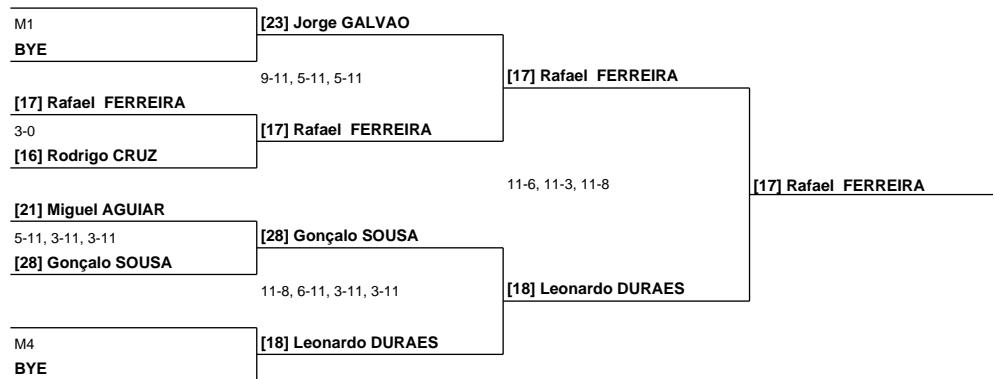 M1
BYE
[23] Jorge GALVAO
9-11, 5-11, 5-11
[17] Rafael FERREIRA
[17] Rafael FERREIRA
3-0
[16] Rodrigo CRUZ
[17] Rafael FERREIRA
11-6, 11-3, 11-8
[17] Rafael FERREIRA
[21] Miguel AGUIAR
5-11, 3-11, 3-11
[28] Gonçalo SOUSA
[28] Gonçalo SOUSA
11-8, 6-11, 3-11, 3-11
[18] Leonardo DURAES
M4
BYE
[18] Leonardo DURAES